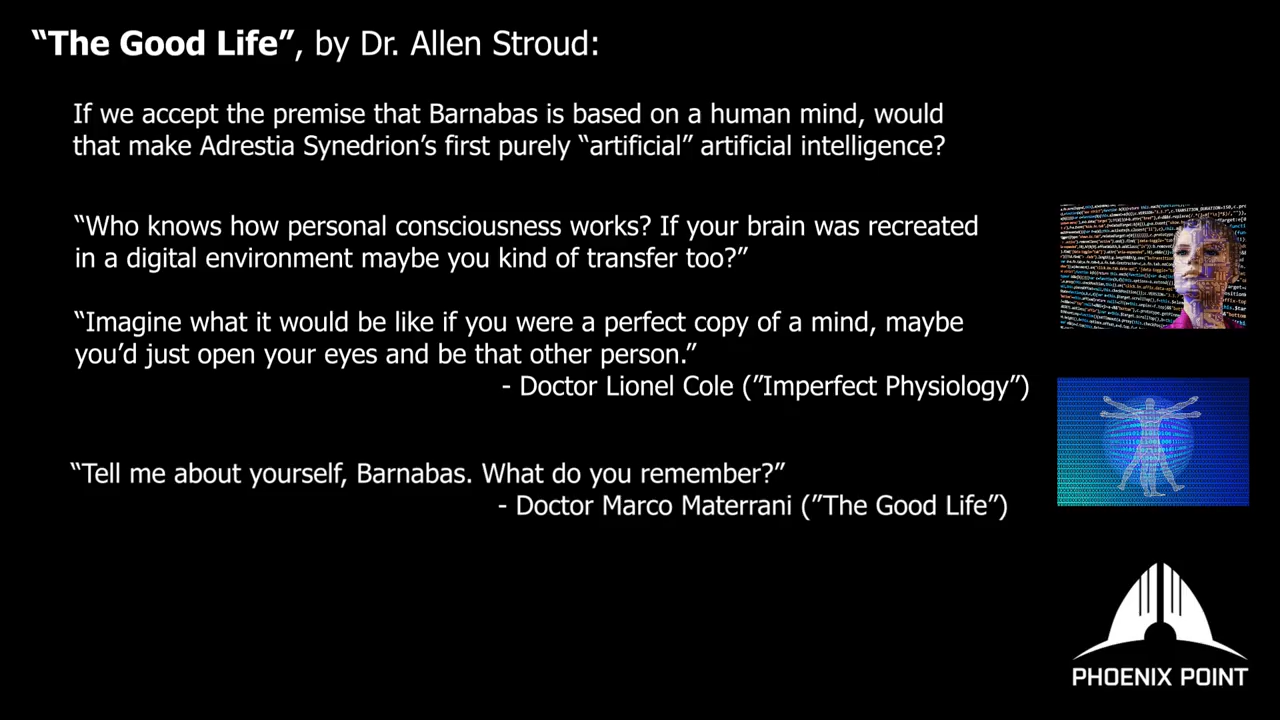 “The Good Life”, by Dr. Allen Stroud:
If we accept the premise that Barnabas is based on a human mind, would
that make Adrestia Synedrion’s first purely “artificial” artificial intelligence?
“Who knows how personal consciousness works? If your brain was recreated
in a digital environment maybe you kind of transfer too?”
“Imagine what it would be like if you were a perfect copy of a mind, maybe
you’d just open your eyes and be that other person.”
- Doctor Lionel Cole (”Imperfect Physiology”)
“Tell me about yourself, Barnabas. What do you remember?”
- Doctor Marco Materrani (”The Good Life”)
PHOENIX POINT